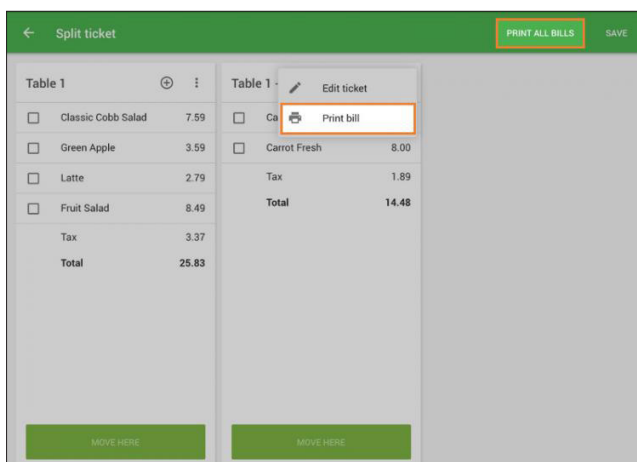 Split ticket
PRINT ALL BILLS
SAVE
Table 1
Classic Cobb Salad 7.59
Green Apple 3.59
Latte 2.79
Fruit Salad 8.49
Tax 3.37
Total 25.83
MOVE HERE
Table 1 -
Edit ticket
Ca
Print bill
Carrot Fresh 8.00
Tax 1.89
Total 14.48
MOVE HERE